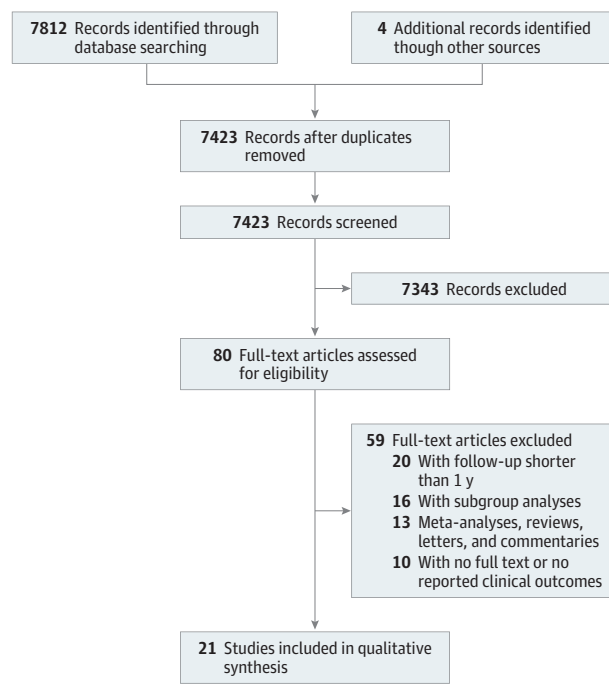 7812 Records identified through
database searching
4 Additional records identified
though other sources
7423 Records after duplicates
removed
7423 Records screened
7343 Records excluded
80 Full-text articles assessed
for eligibility
59 Full-text articles excluded
20 With follow-up shorter
than 1 y
16 With subgroup analyses
13 Meta-analyses, reviews,
letters, and commentaries
10 With no full text or no
reported clinical outcomes
21 Studies included in qualitative
synthesis